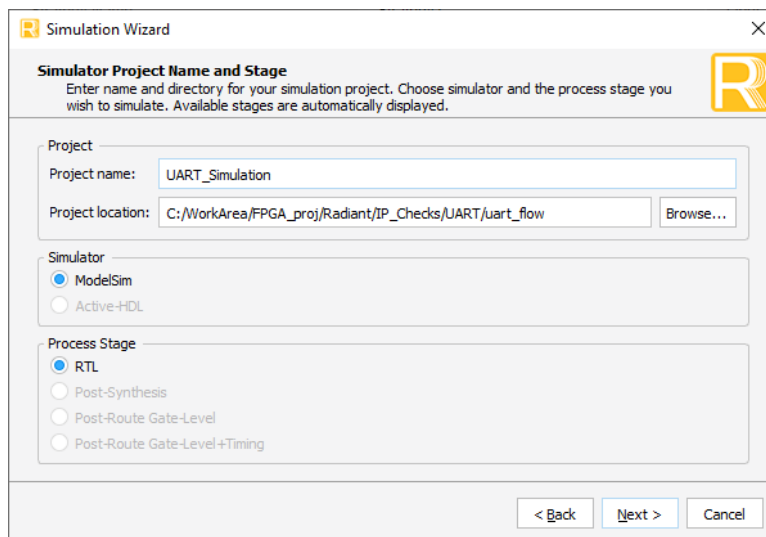 Simulation Wizard
Simulator Project Name and Stage
Enter name and directory for your simulation project. Choose simulator and the process stage you
wish to simulate. Available stages are automatically displayed.
Project
Project name: UART_Simulation
Project location: C:/WorkArea/FPGA_proj/Radiant/IP_Checks/UART/uart_flow Browse...
Simulator
ModelSim
Active-HDL
Process Stage
RTL
Post-Synthesis
Post-Route Gate-Level
Post-Route Gate-Level+Timing
< Back Next > Cancel